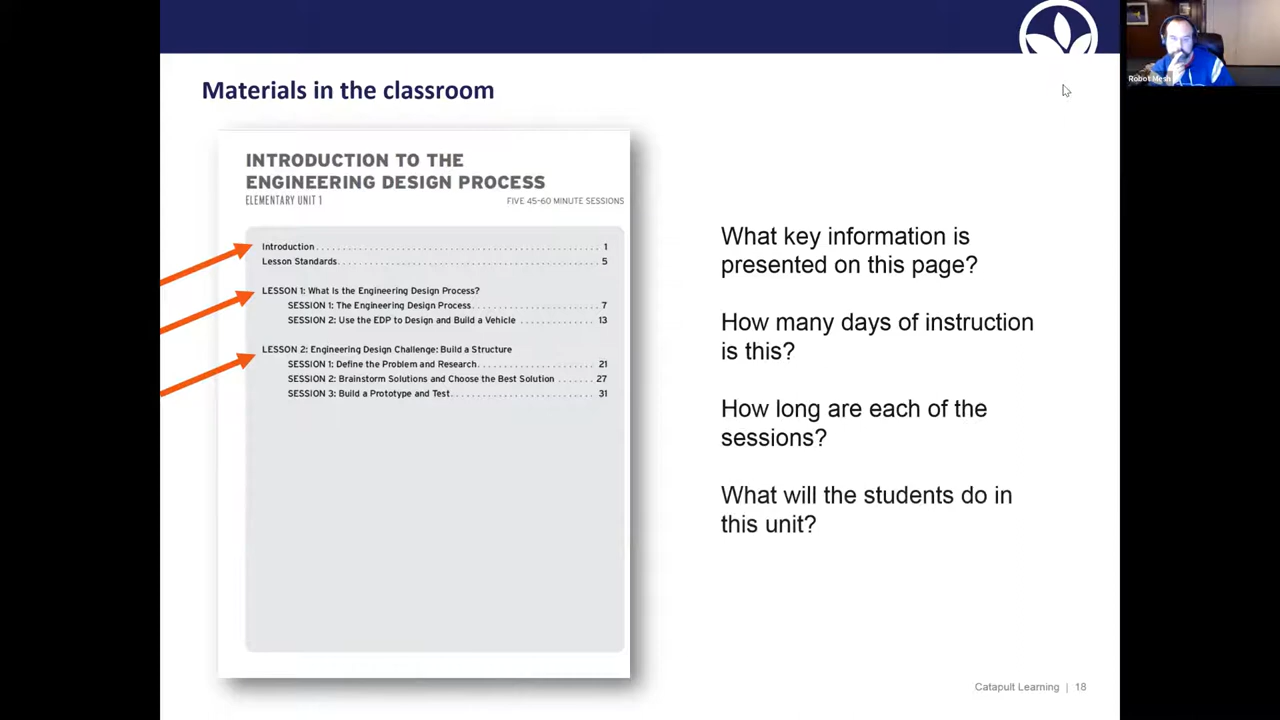 Materials in the classroom
INTRODUCTION TO THE
ENGINEERING DESIGN PROCESS
ELEMENTARY UNIT 1
FIVE 45-60 MINUTE SESSIONS
Introduction 1
Lesson Standards 5
LESSON 1: What Is the Engineering Design Process?
SESSION 1: The Engineering Design Process 7
SESSION 2: Use the EDP to Design and Build a Vehicle 13
LESSON 2: Engineering Design Challenge: Build a Structure
SESSION 1: Define the Problem and Research 21
SESSION 2: Brainstorm Solutions and Choose the Best Solution 27
SESSION 3: Build a Prototype and Test 31
What key information is
presented on this page?
How many days of instruction
is this?
How long are each of the
sessions?
What will the students do in
this unit?
Catapult Learning | 18
Robot Mesh